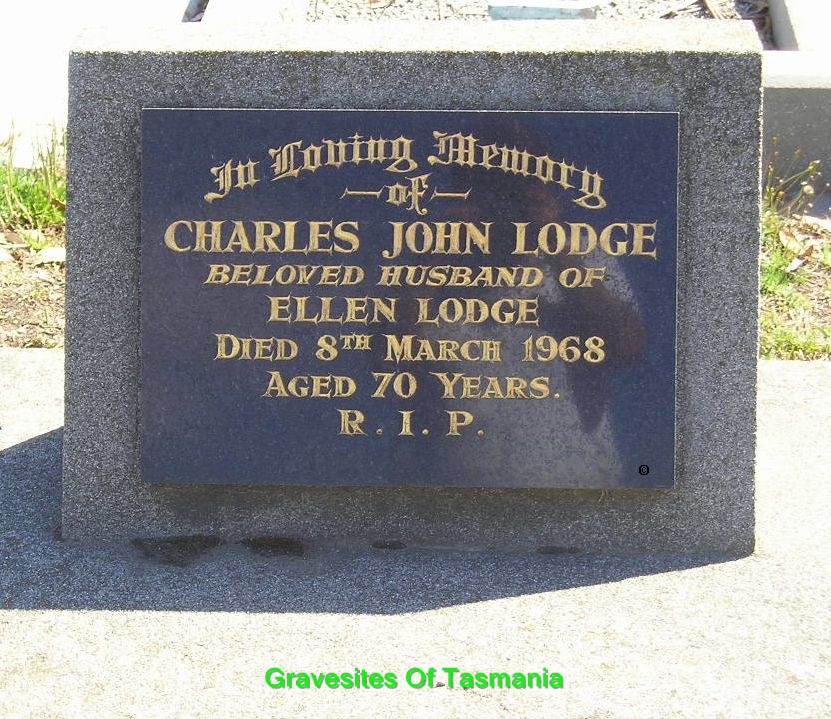 In Loving Memory
— of —
CHARLES JOHN LODGE
BELOVED HUSBAND OF
ELLEN LODGE
DIED 8TH MARCH 1968
AGED 70 YEARS.
R. I. P.
©
Gravesites Of Tasmania